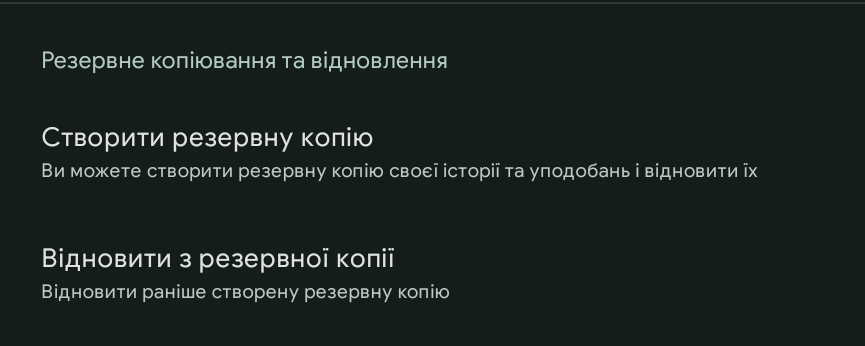 Резервне копіювання та відновлення
Створити резервну копію
Ви можете створити резервну копію своєї історії та уподобань і відновити їх
Відновити з резервної копії
Відновити раніше створену резервну копію